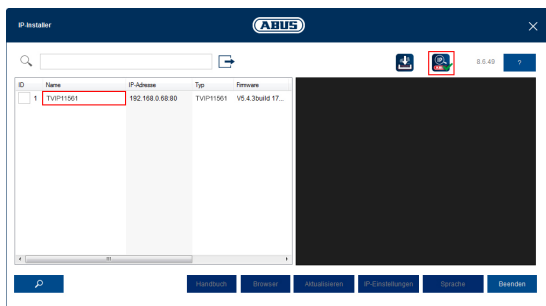 IP-Installer
ABUS
8.6.49 ?
ID Name IP-Adresse Typ Firmware
1 TVIP11561 192.168.0.68:80 TVIP11561 V5.4.3build 17...
Handbuch Browser Aktualisieren IP-Einstellungen Sprache Beenden